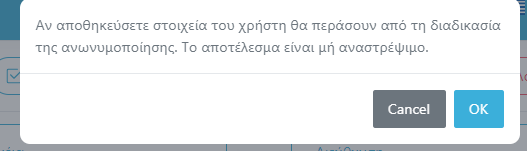 Αν αποθηκεύσετε στοιχεία του χρήστη θα περάσουν από τη διαδικασία
της ανωνυμοποίησης. Το αποτέλεσμα είναι μή αναστρέψιμο.
Cancel
OK